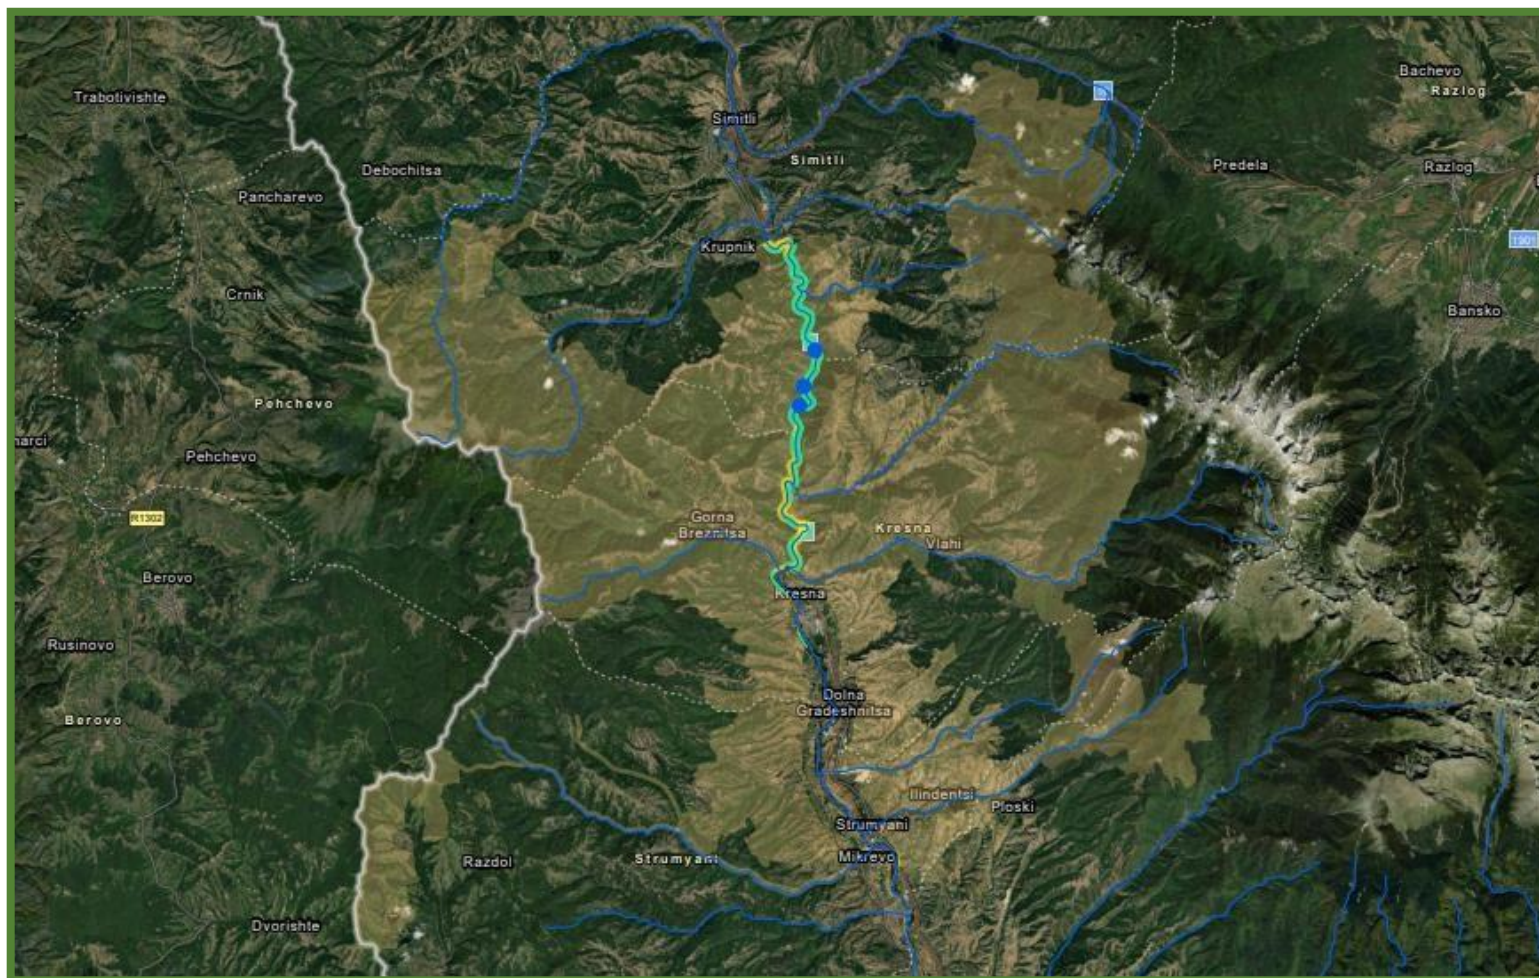 Bachevo
Razlog
Trabotivishte
Simitli
Simitli
Debochitsa
Predela
Razlog
Pancharevo
Krupnik
Crnik
Bansko
Pehchevo
Pehchevo
R1302
Gorna
Breznitsa
Kresna
Vlahi
Berovo
Kresna
Rusinovo
Dolna
Gradeshnitsa
Berovo
Ilindentsi
Ploski
Strumyani
Strumyani
Mikrevo
Razdol
Dvorishte